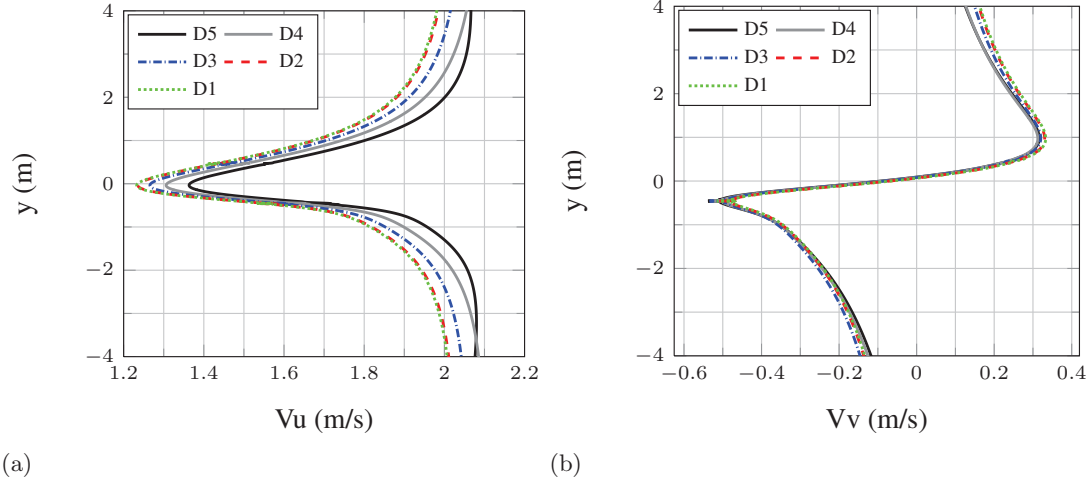 4
2
0
−2
−4
y (m)
D5 D4
D3 D2
D1
1.2 1.4 1.6 1.8 2 2.2
Vu (m/s)
(a)
4
2
0
−2
−4
y (m)
D5 D4
D3 D2
D1
−0.6 −0.4 −0.2 0 0.2 0.4
Vv (m/s)
(b)